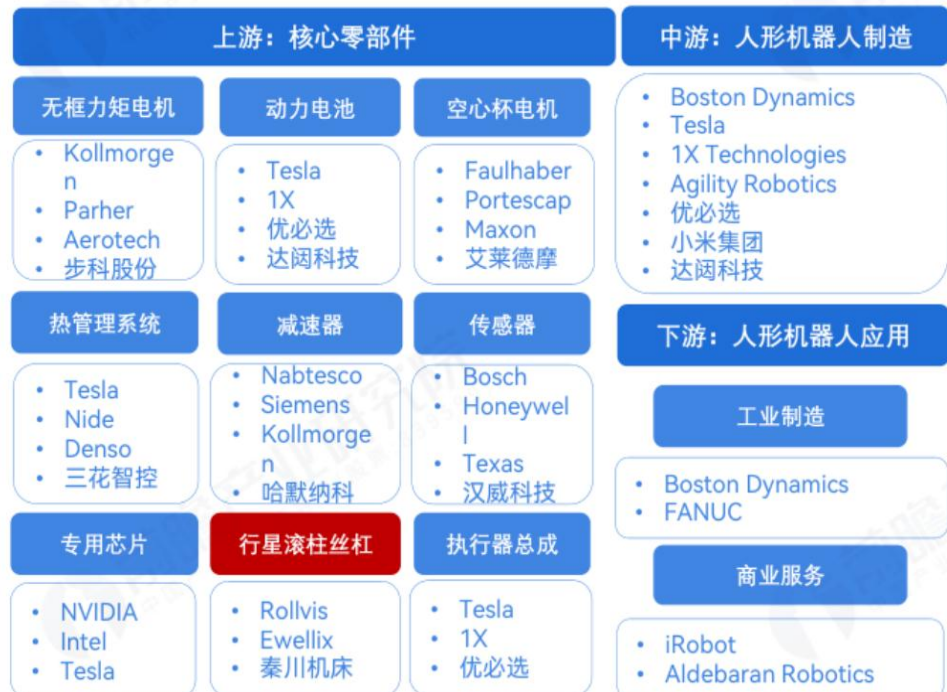 上游：核心零部件
无框力矩电机
Kollmorge
n
Parher
Aerotech
步科股份
动力电池
Tesla
1X
优必选
达闼科技
空心杯电机
Faulhaber
Portescap
Maxon
艾莱德摩
热管理系统
Tesla
Nide
Denso
三花智控
减速器
Nabtesco
Siemens
Kollmorge
n
哈默纳科
传感器
Bosch
Honeywel
l
Texas
汉威科技
专用芯片
NVIDIA
Intel
Tesla
行星滚柱丝杠
Rollvis
Ewellix
秦川机床
执行器总成
Tesla
1X
优必选
中游：人形机器人制造
Boston Dynamics
Tesla
1X Technologies
Agility Robotics
优必选
小米集团
达闼科技
下游：人形机器人应用
工业制造
Boston Dynamics
FANUC
商业服务
iRobot
Aldebaran Robotics